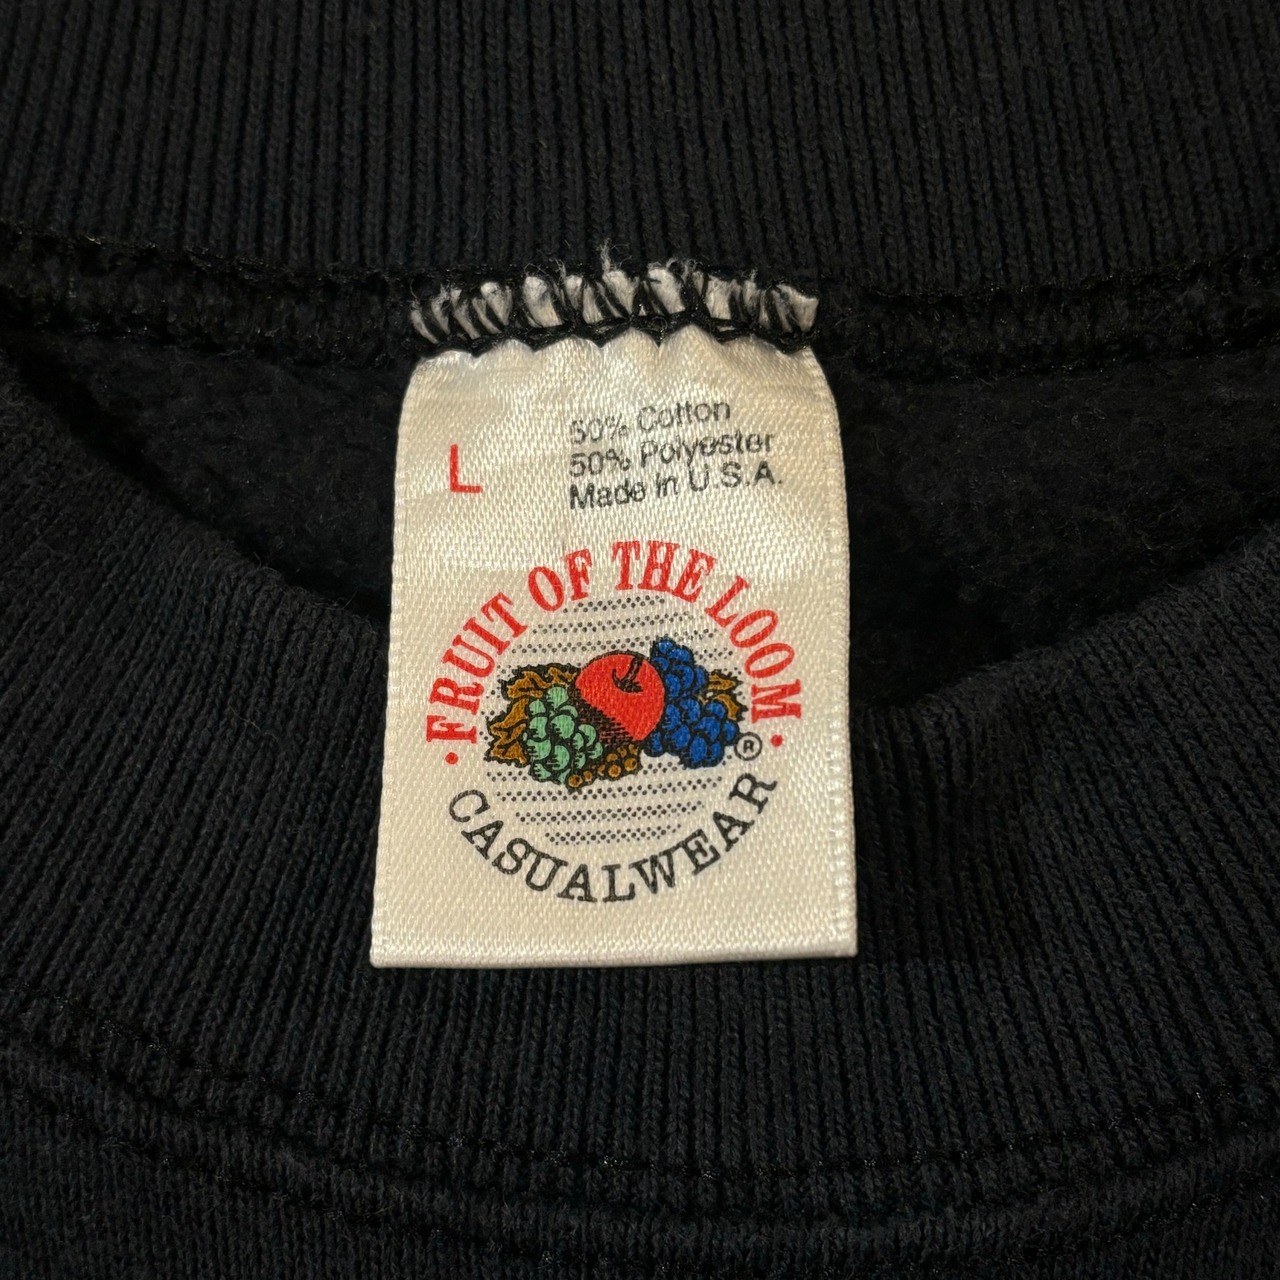 L
50% Cotton
50% Polyester
Made in U.S.A.
FRUIT OF THE LOOM
®
CASUALWEAR